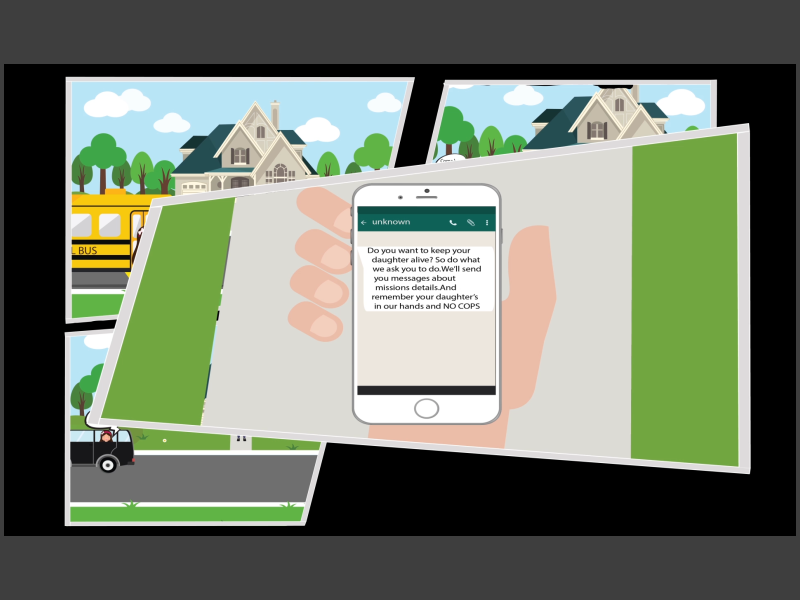 L BUS
unknown
Do you want to keep your
daughter alive? So do what
we ask you to do.We'll send
you messages about
missions details.And
remember your daughter's
in our hands and NO COPS